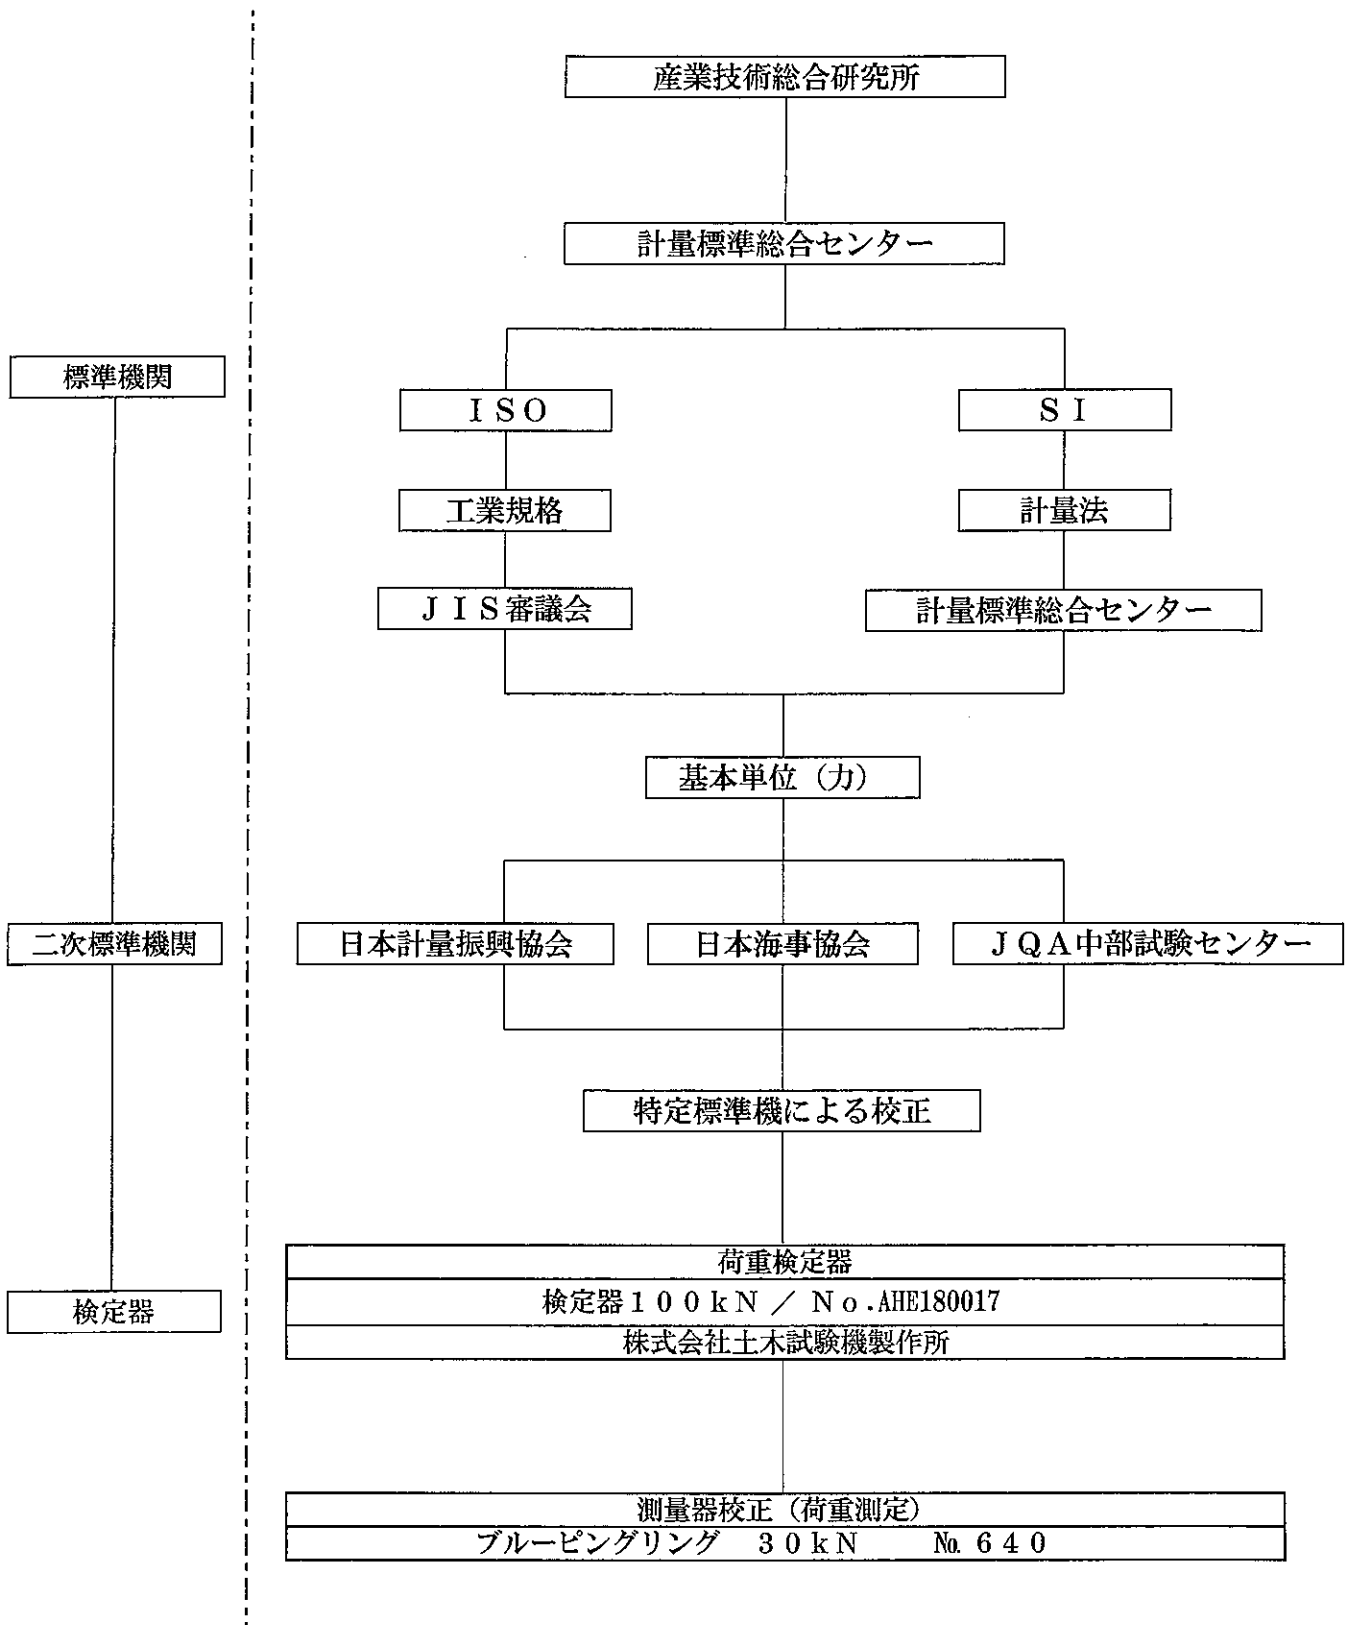 産業技術総合研究所
計量標準総合センター
標準機関
ＩＳＯ
ＳＩ
工業規格
計量法
ＪＩＳ審議会
計量標準総合センター
基本単位（力）
二次標準機関
日本計量振興協会
日本海事協会
ＪＱＡ中部試験センター
特定標準機による校正
荷重検定器
検定器
検定器１００ｋＮ ／ Ｎｏ.AHE180017
株式会社土木試験機製作所
測量器校正（荷重測定）
ブルーピングリング　３０ｋＮ　　№ ６４０